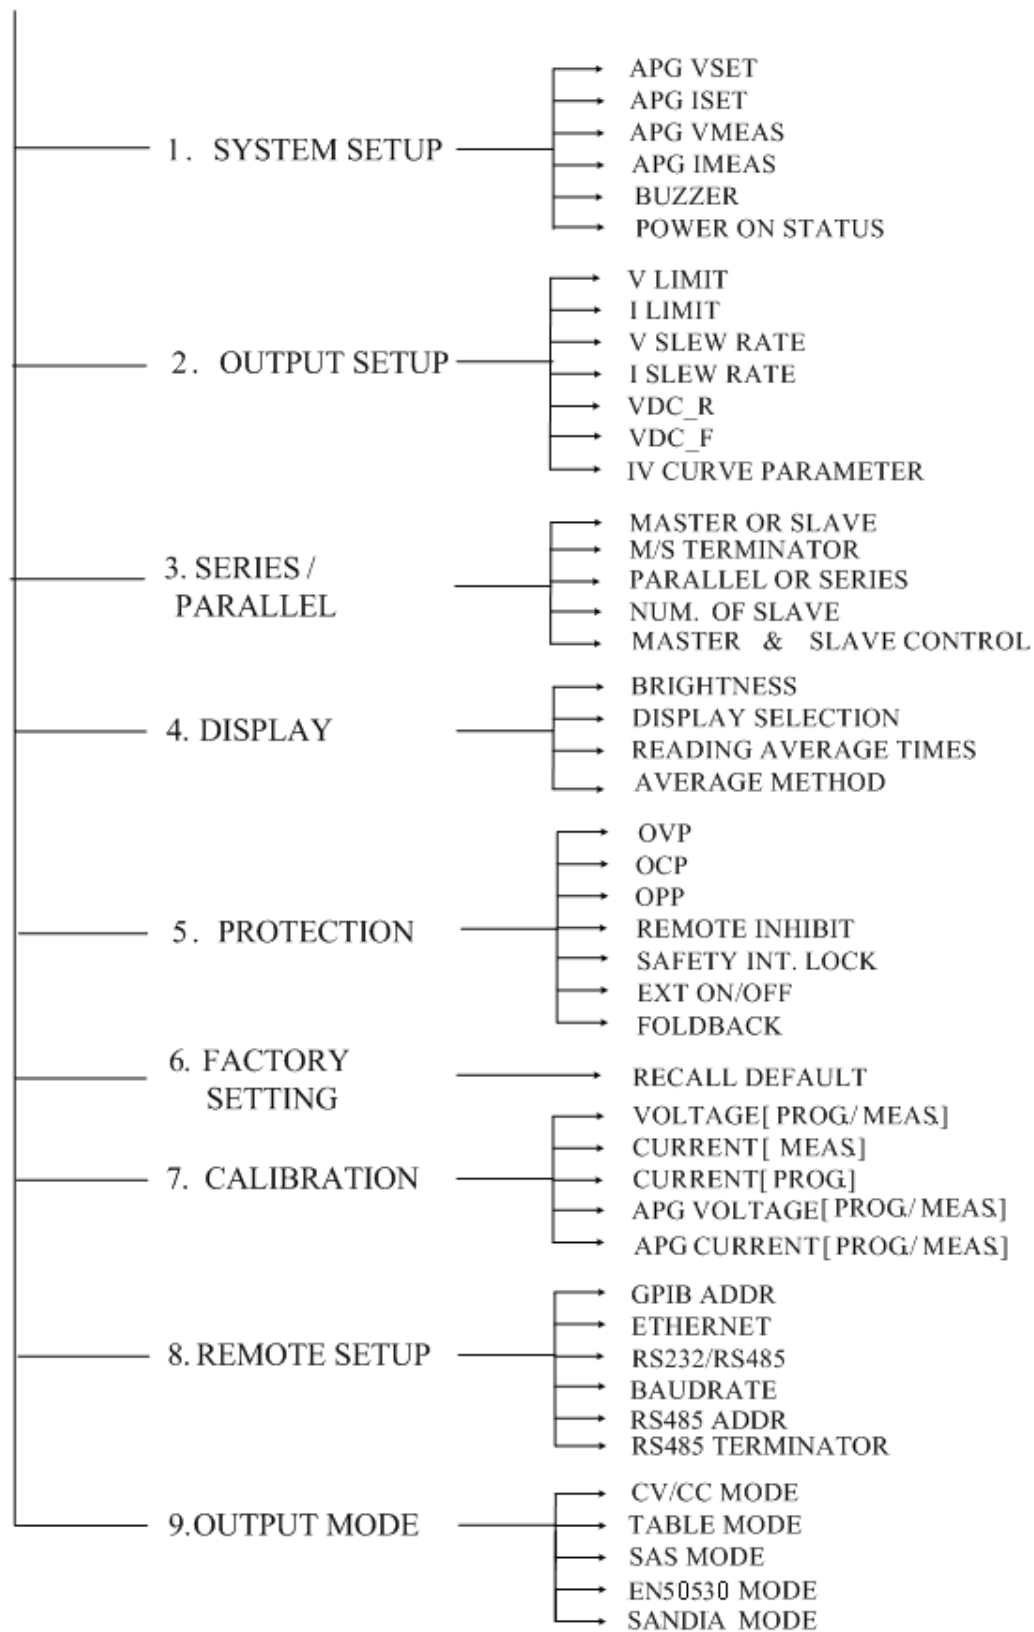 1. SYSTEM SETUP
APG VSET
APG ISET
APG VMEAS
APG IMEAS
BUZZER
POWER ON STATUS
2. OUTPUT SETUP
V LIMIT
I LIMIT
V SLEW RATE
I SLEW RATE
VDC_R
VDC_F
IV CURVE PARAMETER
3. SERIES /
PARALLEL
MASTER OR SLAVE
M/S TERMINATOR
PARALLEL OR SERIES
NUM. OF SLAVE
MASTER & SLAVE CONTROL
4. DISPLAY
BRIGHTNESS
DISPLAY SELECTION
READING AVERAGE TIMES
AVERAGE METHOD
5. PROTECTION
OVP
OCP
OPP
REMOTE INHIBIT
SAFETY INT. LOCK
EXT ON/OFF
FOLDBACK
6. FACTORY
SETTING
RECALL DEFAULT
7. CALIBRATION
VOLTAGE[ PROG./ MEAS.]
CURRENT[ MEAS.]
CURRENT[ PROG.]
APG VOLTAGE[ PROG./ MEAS.]
APG CURRENT[ PROG./ MEAS.]
8. REMOTE SETUP
GPIB ADDR
ETHERNET
RS232/RS485
BAUDRATE
RS485 ADDR
RS485 TERMINATOR
9.OUTPUT MODE
CV/CC MODE
TABLE MODE
SAS MODE
EN50530 MODE
SANDIA MODE